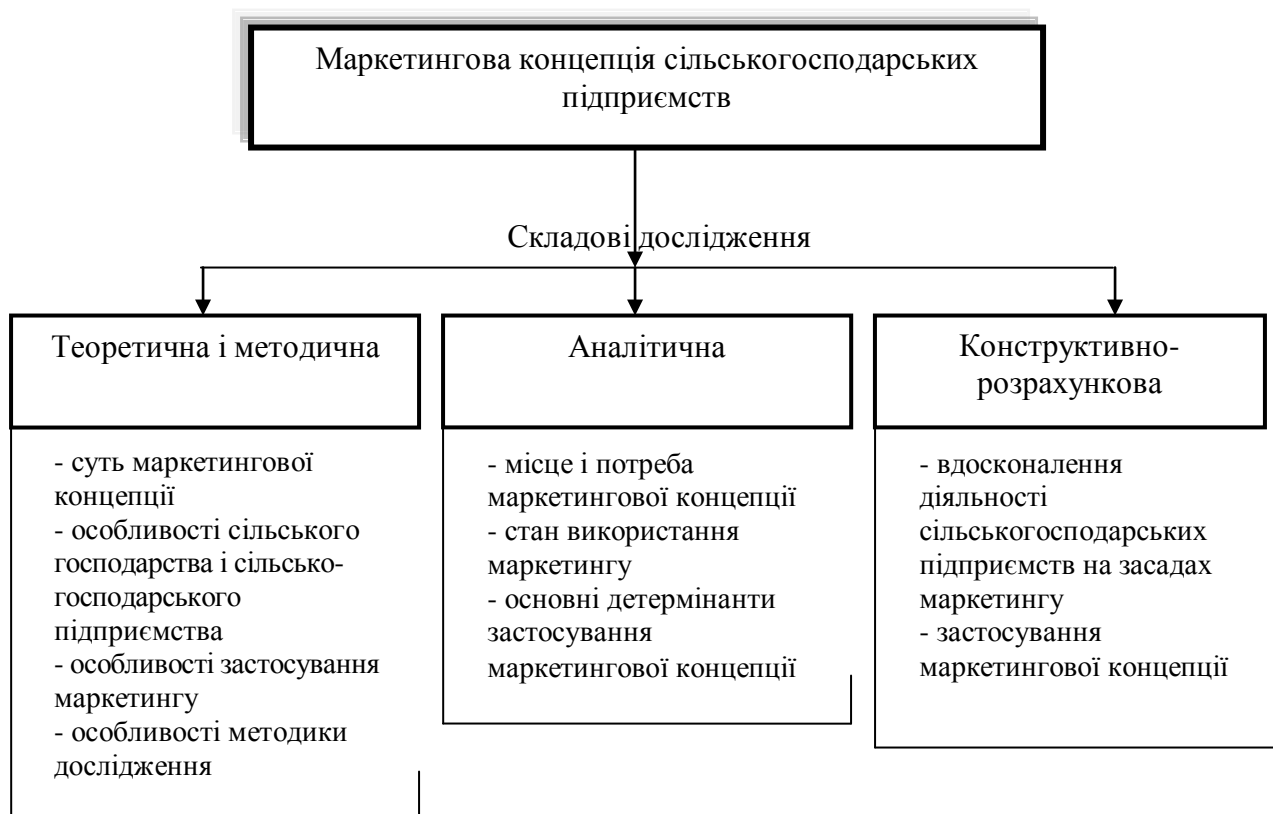 Маркетингова концепція сільськогосподарських
підприємств
Складові дослідження
Теоретична і методична
- суть маркетингової
концепції
- особливості сільського
господарства і сільсько-
господарського
підприємства
- особливості застосування
маркетингу
- особливості методики
дослідження
Аналітична
- місце і потреба
маркетингової концепції
- стан використання
маркетингу
- основні детермінанти
застосування
маркетингової концепції
Конструктивно-
розрахункова
- вдосконалення
діяльності
сільськогосподарських
підприємств на засадах
маркетингу
- застосування
маркетингової концепції